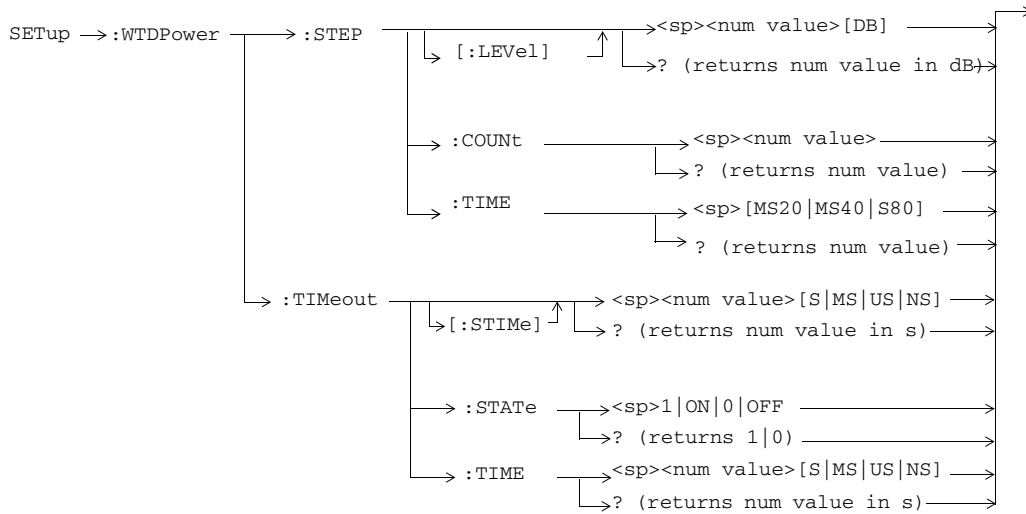 SETup :WTDPower :STEP <sp><num value>[DB]
[:LEVel]
? (returns num value in dB)
:COUNt <sp><num value>
? (returns num value)
:TIME <sp>[MS20|MS40|S80]
? (returns num value)
:TIMeout <sp><num value>[S|MS|US|NS]
[:STIMe] ? (returns num value in s)
:STATe <sp>1|ON|0|OFF
? (returns 1|0)
:TIME <sp><num value>[S|MS|US|NS]
? (returns num value in s)